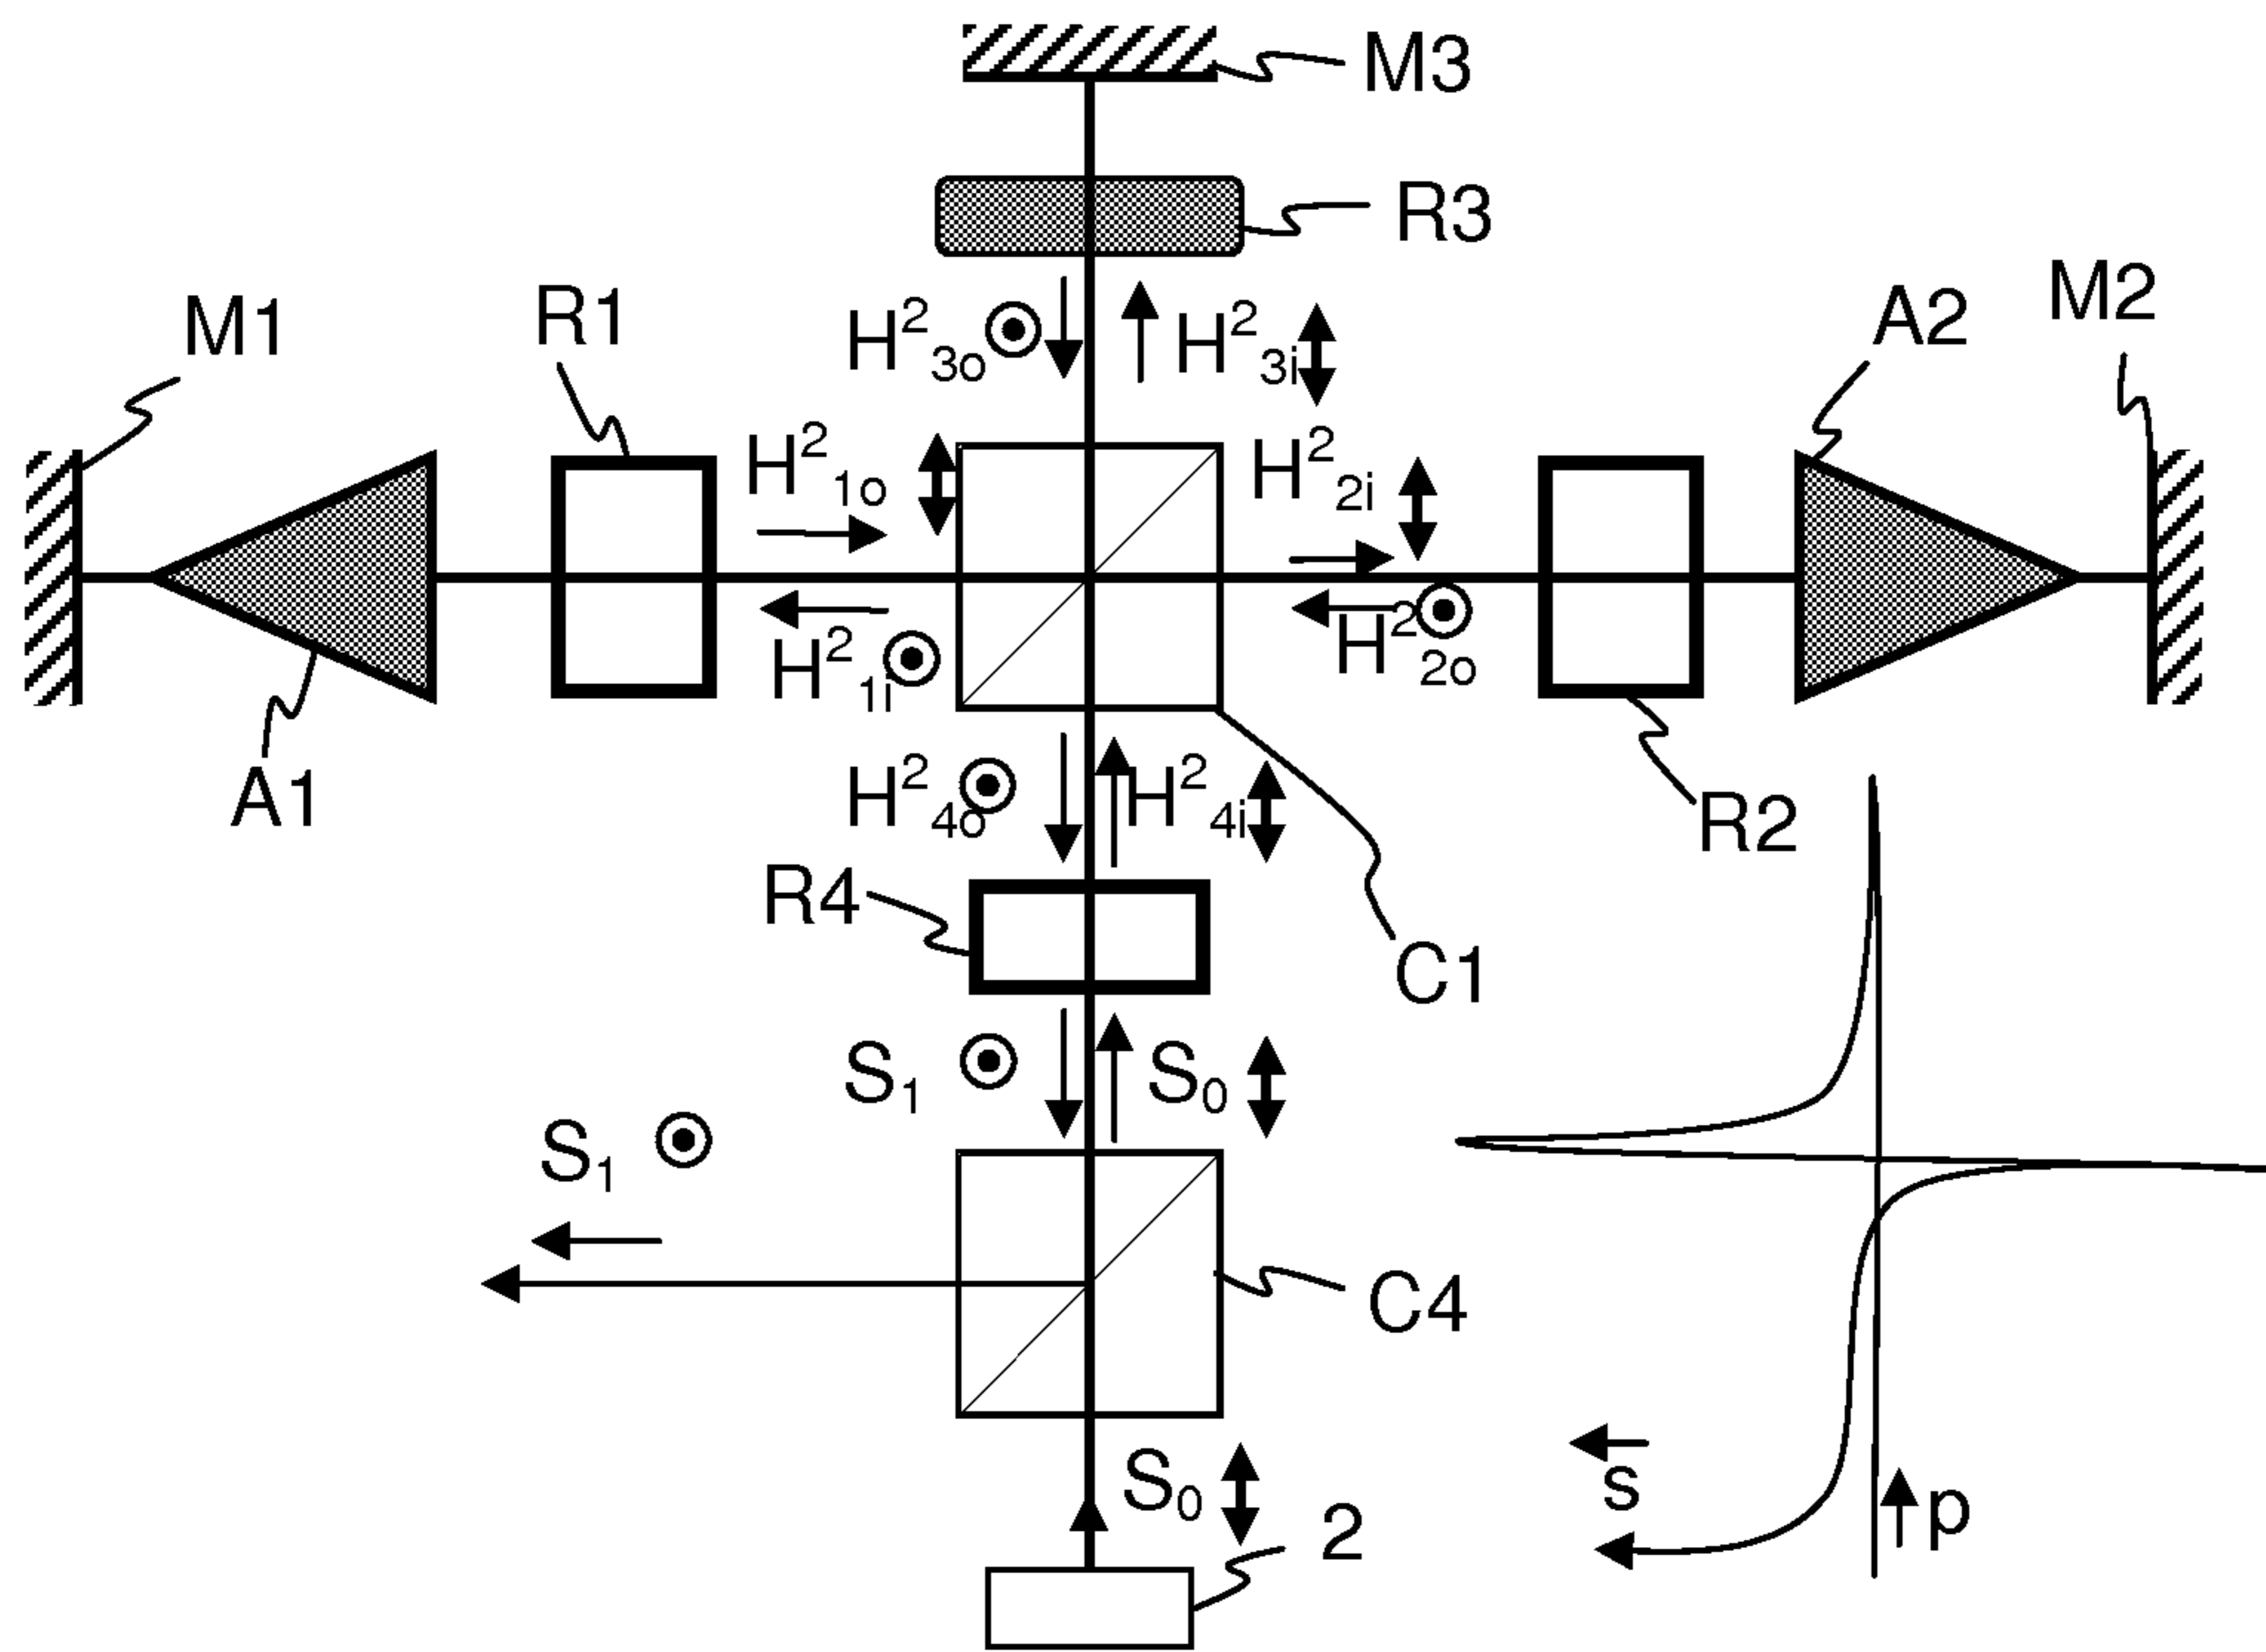 M3
R3
M1
R1
H²₃ₒ
H²₃ᵢ
A2
M2
H²₁ₒ
H²₂ᵢ
H²₁ᵢ
H²₂ₒ
A1
H²₄ₒ
H²₄ᵢ
R2
R4
C1
S₁
S₀
S₁
C4
S₀
s
p
2